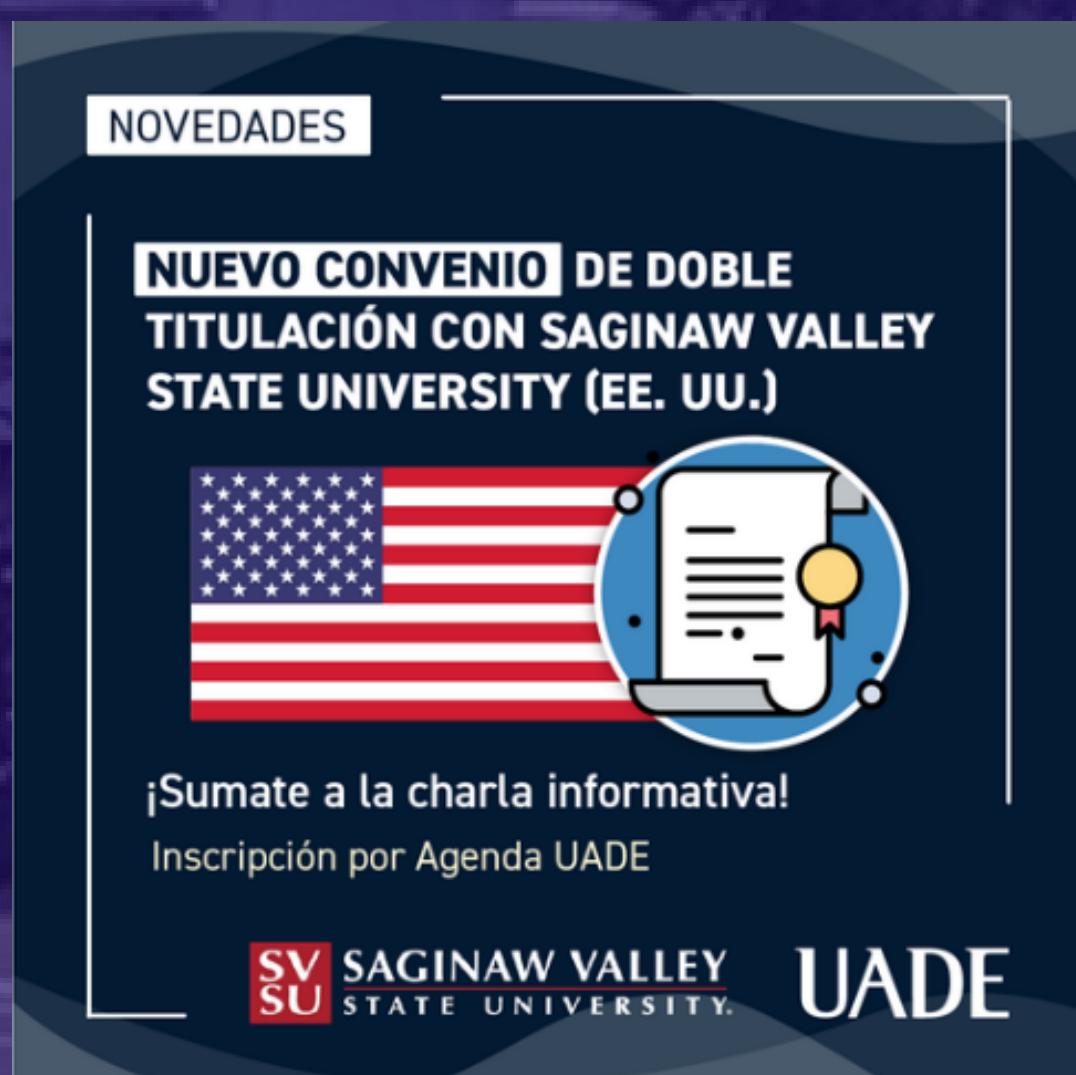 NOVEDADES
NUEVO CONVENIO DE DOBLE
TITULACIÓN CON SAGINAW VALLEY
STATE UNIVERSITY (EE. UU.)
¡Sumate a la charla informativa!
Inscripción por Agenda UADE
SV
SU
SAGINAW VALLEY
STATE UNIVERSITY.
UADE